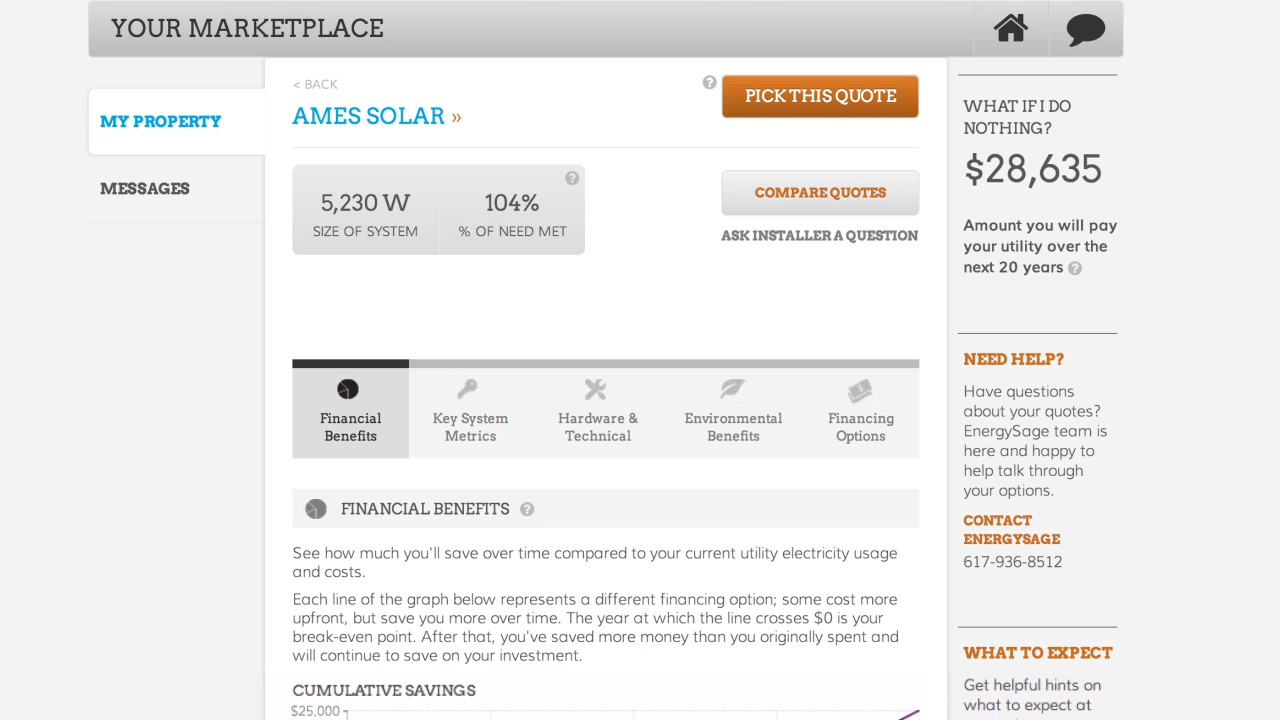 YOUR MARKETPLACE
MY PROPERTY
MESSAGES
< BACK
AMES SOLAR »
?
PICK THIS QUOTE
?
5,230 W
SIZE OF SYSTEM
104%
% OF NEED MET
COMPARE QUOTES
ASK INSTALLER A QUESTION
Financial
Benefits
Key System
Metrics
Hardware &
Technical
Environmental
Benefits
Financing
Options
FINANCIAL BENEFITS ?
See how much you'll save over time compared to your current utility electricity usage
and costs.
Each line of the graph below represents a different financing option; some cost more
upfront, but save you more over time. The year at which the line crosses $0 is your
break-even point. After that, you've saved more money than you originally spent and
will continue to save on your investment.
CUMULATIVE SAVINGS
$25,000
WHAT IF I DO
NOTHING?
$28,635
Amount you will pay
your utility over the
next 20 years ?
NEED HELP?
Have questions
about your quotes?
EnergySage team is
here and happy to
help talk through
your options.
CONTACT
ENERGYSAGE
617-936-8512
WHAT TO EXPECT
Get helpful hints on
what to expect at